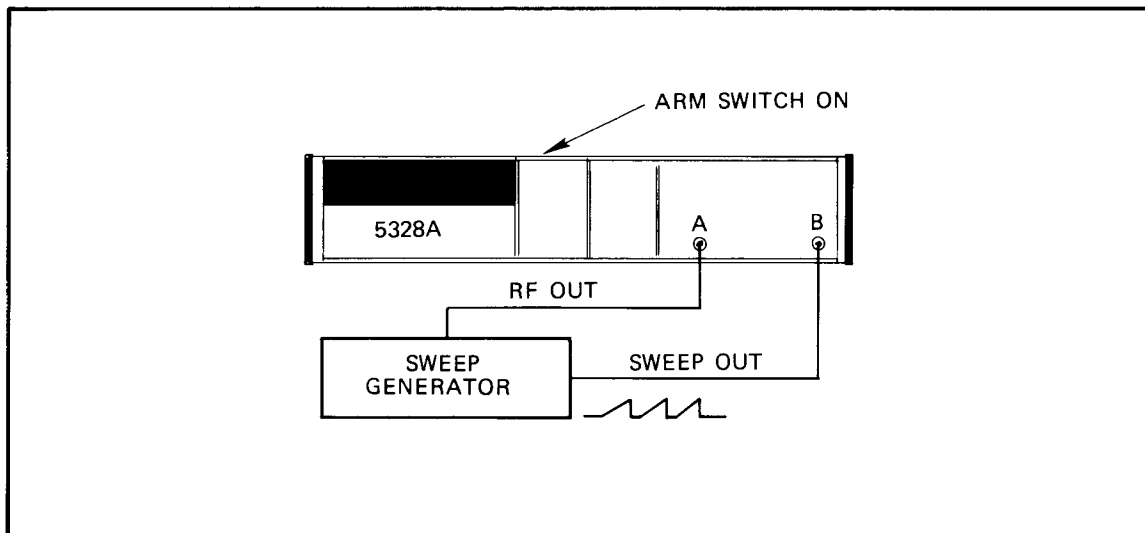 ARM SWITCH ON
5328A
A
B
RF OUT
SWEEP
GENERATOR
SWEEP OUT